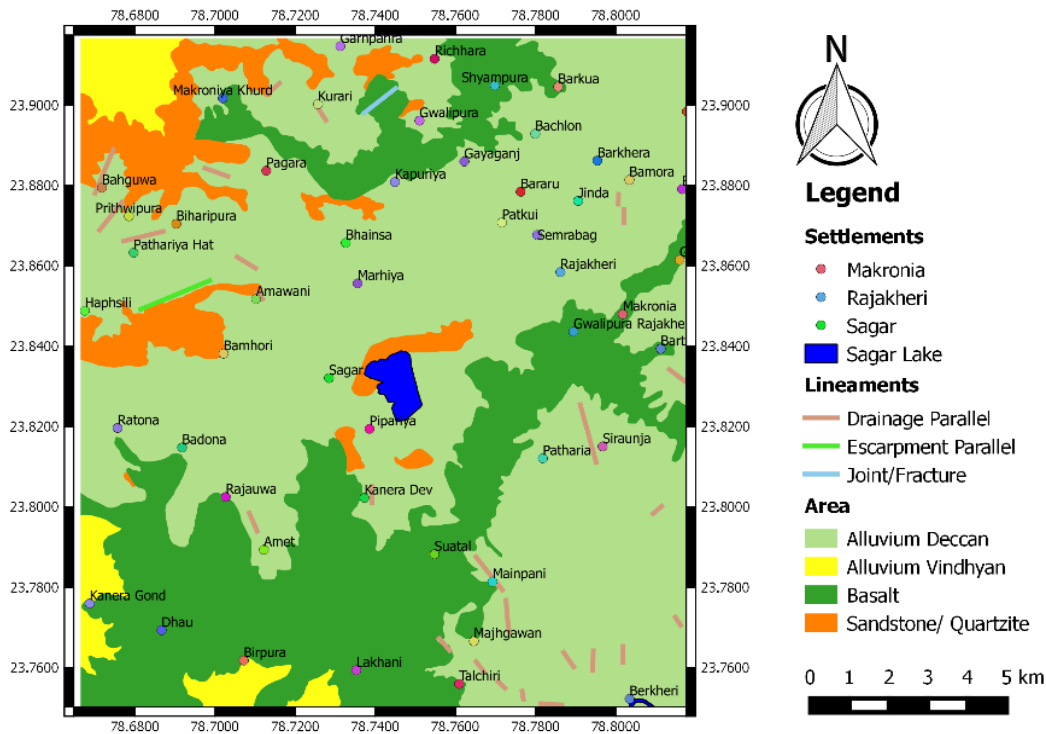 78.6800 78.7000 78.7200 78.7400 78.7600 78.7800 78.8000
Garhpahra
Richhara
Shyampura
Barkua
Makroniya Khurd
Kurari
23.9000
23.9000
Gwalipura
Bachlon
Gayaganj
Barkhera
Pagara
Bahguwa
Kapuriya
Bararu
Bamora
23.8800
23.8800
Jinda
Prithwipura
Biharipura
Patkui
Bhainsa
Semrabag
Pathariya Hat
23.8600
23.8600
Marhiya
Rajakheri
Haphsili
Amawani
Makronia
Gwalipura Rajakhe
Bamhori
Bart
23.8400
23.8400
Sagar
Ratona
Pipariya
23.8200
23.8200
Badona
Siraunja
Patharia
Rajauwa
Kanera Dev
23.8000
23.8000
Amet
Suatal
Mainpani
23.7800
23.7800
Kanera Gond
Dhau
Majhgawan
Birpura
Lakhani
23.7600
23.7600
Talchiri
Berkheri
78.6800 78.7000 78.7200 78.7400 78.7600 78.7800 78.8000
N
Legend
Settlements
Makronia
Rajakheri
Sagar
Sagar Lake
Lineaments
Drainage Parallel
Escarpment Parallel
Joint/Fracture
Area
Alluvium Deccan
Alluvium Vindhyan
Basalt
Sandstone/ Quartzite
0 1 2 3 4 5 km